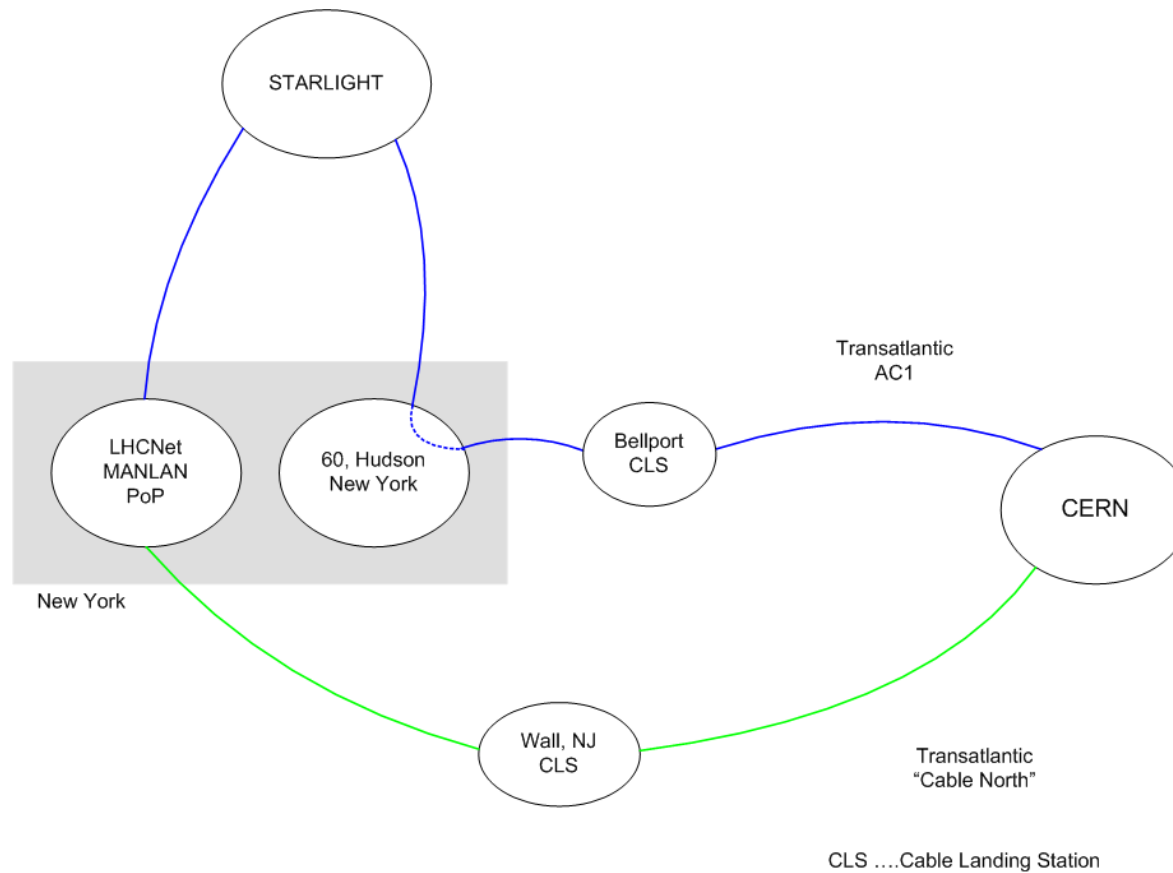 STARLIGHT
Transatlantic
AC1
LHCNet
MANLAN
PoP
60, Hudson
New York
Bellport
CLS
CERN
New York
Wall, NJ
CLS
Transatlantic
“Cable North”
CLS ....Cable Landing Station